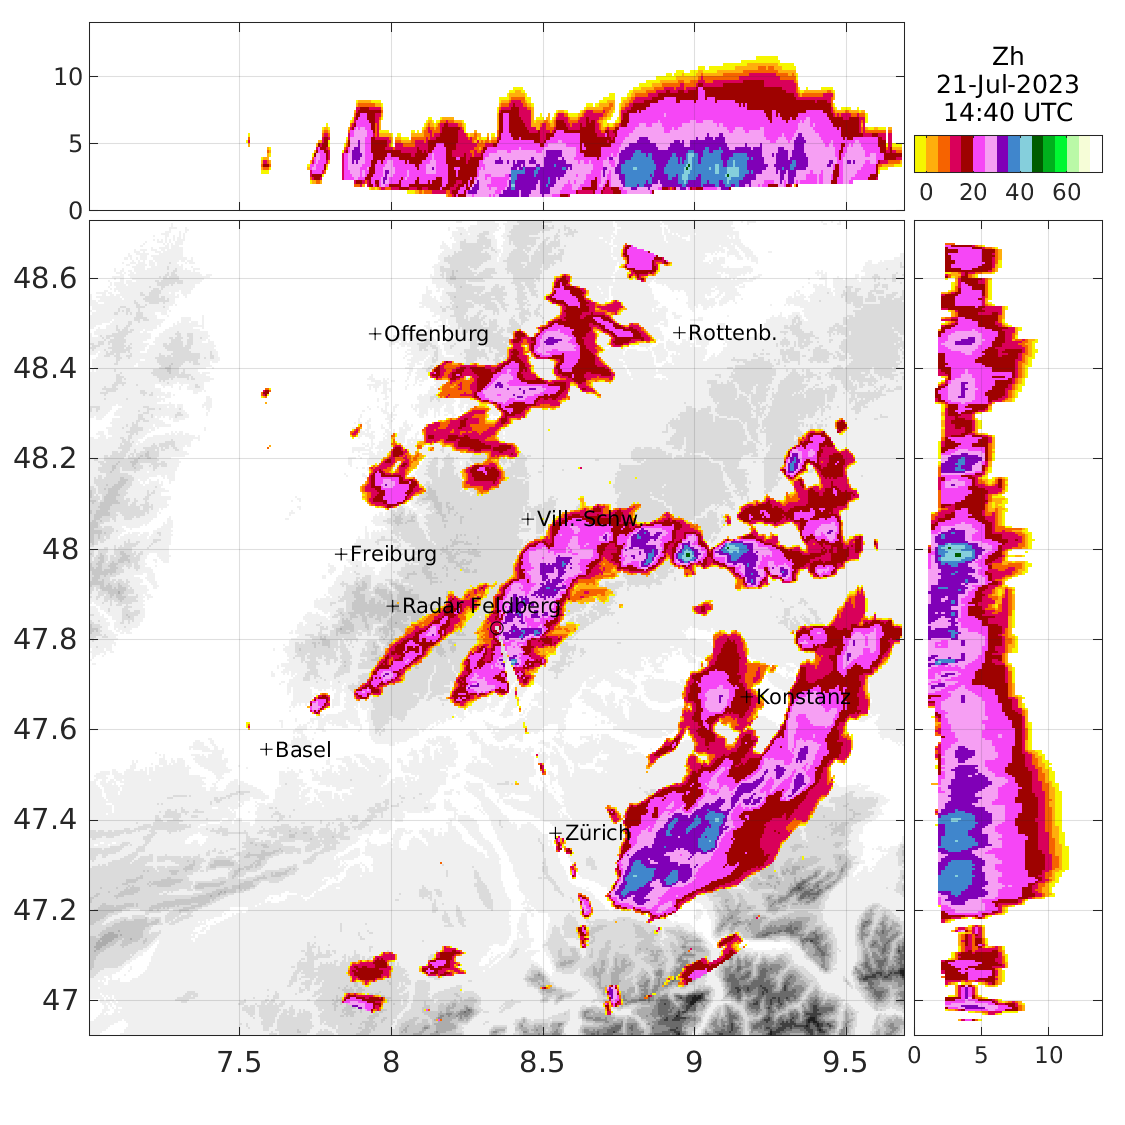 10
5
0
Zh
21-Jul-2023
14:40 UTC
0 20 40 60
48.6
48.4
48.2
48
47.8
47.6
47.4
47.2
47
+Offenburg
+Rottenb.
+Vill.-Schw.
+Freiburg
+Radar Feldberg
+Konstanz
+Basel
+Zürich
7.5 8 8.5 9 9.5
0 5 10